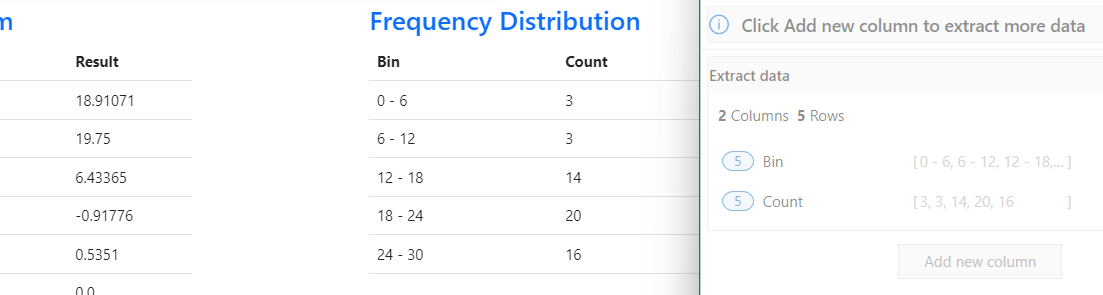 m
Result
18.91071
19.75
6.43365
-0.91776
0.5351
0.0
Frequency Distribution
Bin Count
0 - 6 3
6 - 12 3
12 - 18 14
18 - 24 20
24 - 30 16
Click Add new column to extract more data
Extract data
2 Columns 5 Rows
5 Bin [ 0 - 6, 6 - 12, 12 - 18,... ]
5 Count [ 3, 3, 14, 20, 16 ]
Add new column